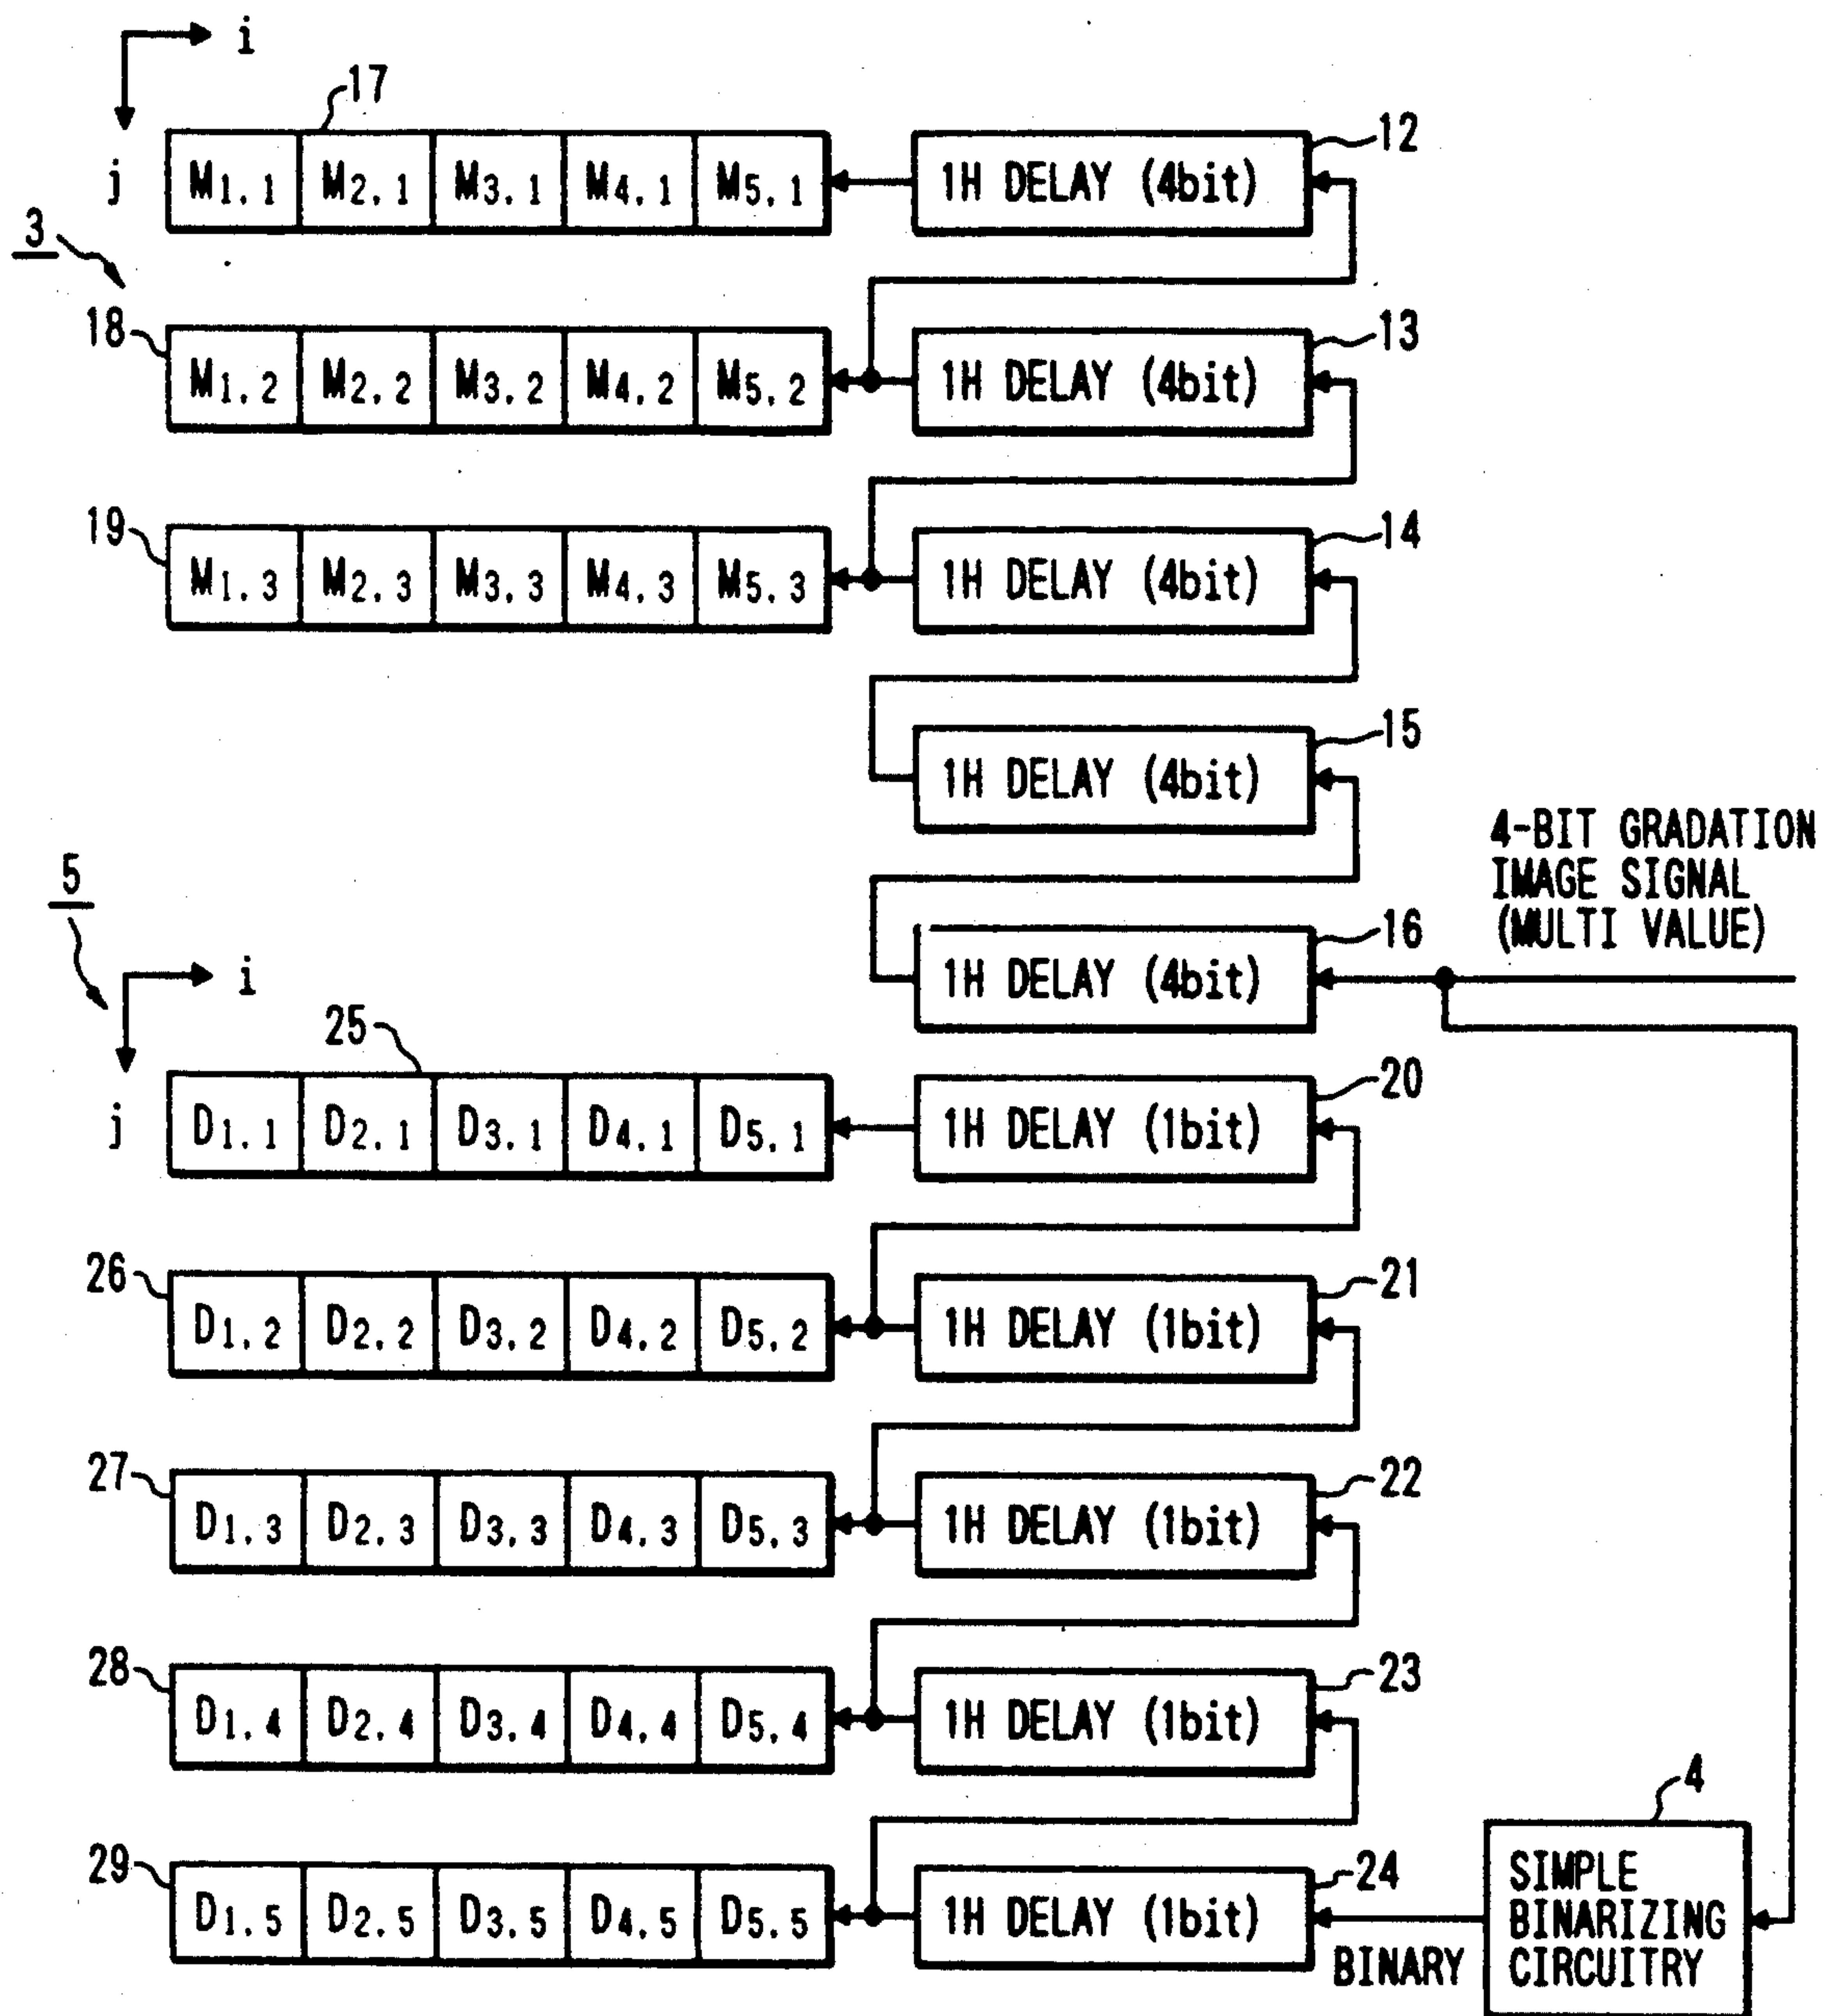 i
17
12
j
M1,1 M2,1 M3,1 M4,1 M5,1
1H DELAY (4bit)
3
18
13
M1,2 M2,2 M3,2 M4,2 M5,2
1H DELAY (4bit)
19
14
M1,3 M2,3 M3,3 M4,3 M5,3
1H DELAY (4bit)
15
1H DELAY (4bit)
4-BIT GRADATION
IMAGE SIGNAL
(MULTI VALUE)
5
16
i
1H DELAY (4bit)
25
20
j
D1,1 D2,1 D3,1 D4,1 D5,1
1H DELAY (1bit)
26
21
D1,2 D2,2 D3,2 D4,2 D5,2
1H DELAY (1bit)
27
22
D1,3 D2,3 D3,3 D4,3 D5,3
1H DELAY (1bit)
28
23
D1,4 D2,4 D3,4 D4,4 D5,4
1H DELAY (1bit)
4
29
24
D1,5 D2,5 D3,5 D4,5 D5,5
1H DELAY (1bit)
BINARY
SIMPLE
BINARIZING
CIRCUITRY